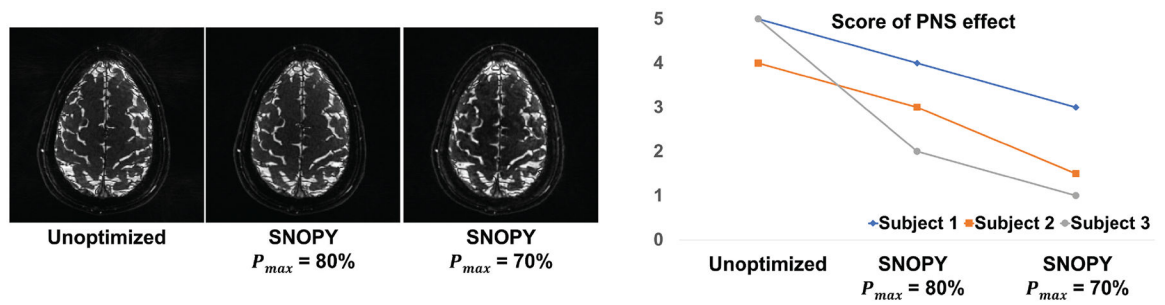 Unoptimized
SNOPY
P_max = 80%
SNOPY
P_max = 70%
Score of PNS effect
5
4
3
2
1
0
Subject 1 Subject 2 Subject 3
Unoptimized
SNOPY
P_max = 80%
SNOPY
P_max = 70%